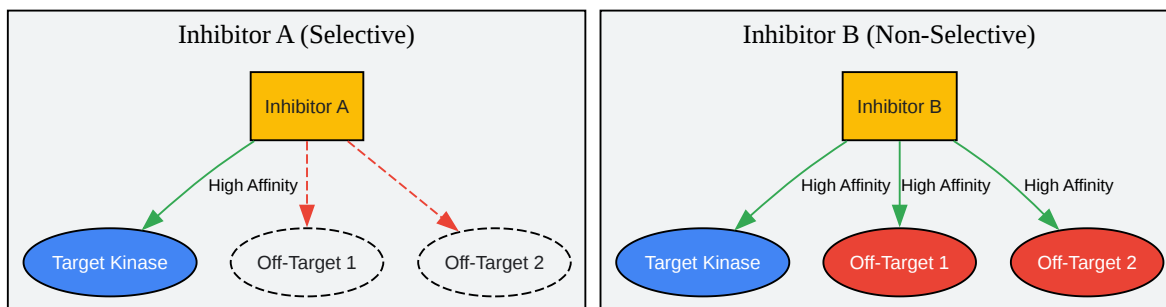 Inhibitor A (Selective)
Inhibitor A
High Affinity
Target Kinase
Off-Target 1
Off-Target 2
Inhibitor B (Non-Selective)
Inhibitor B
High Affinity
High Affinity
High Affinity
Target Kinase
Off-Target 1
Off-Target 2